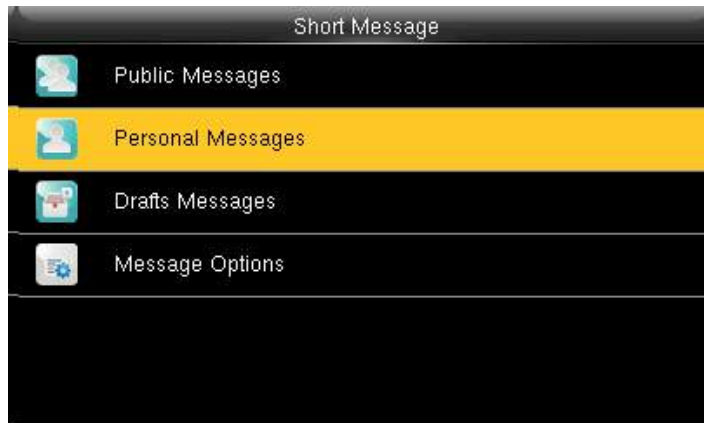 Short Message
Public Messages
Personal Messages
Drafts Messages
Message Options